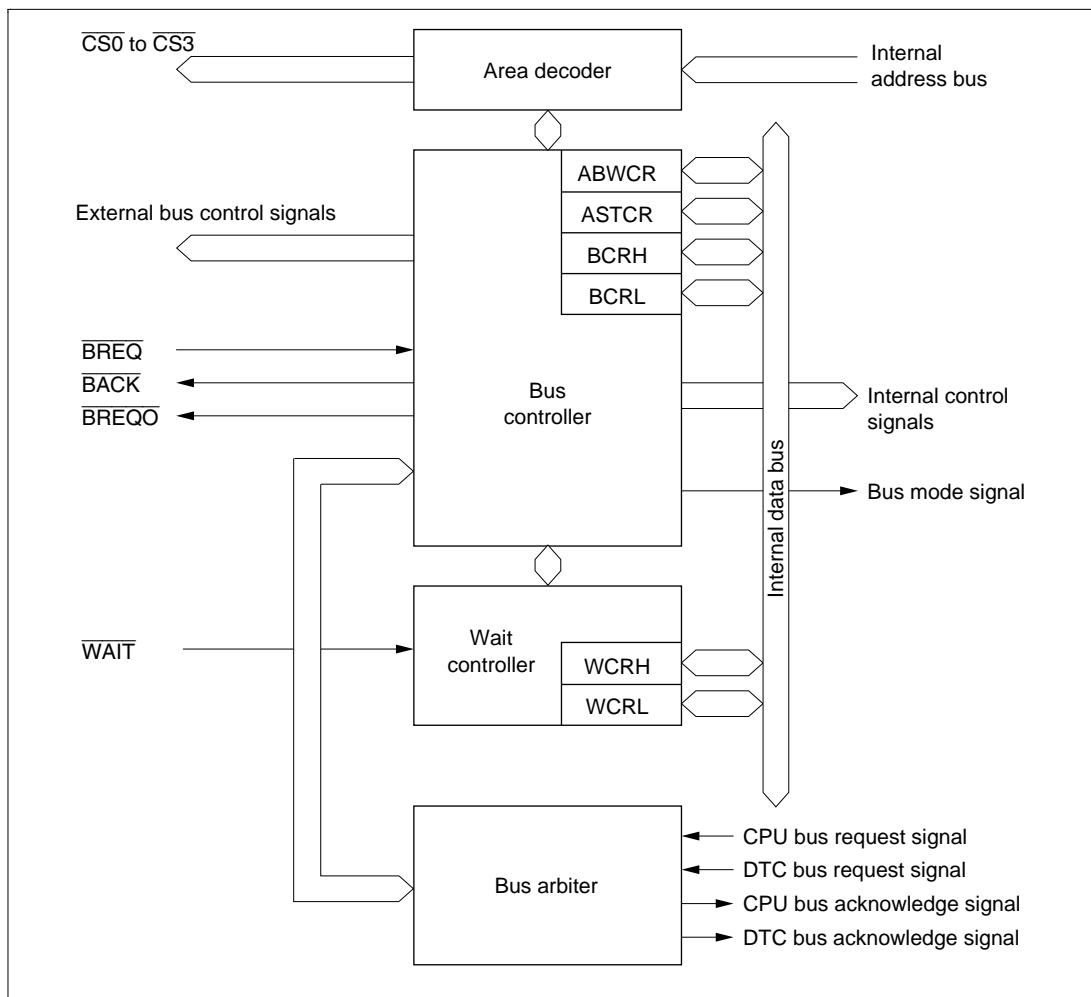 CS0 to CS3
Area decoder
Internal
address bus
ABWCR
ASTCR
BCRH
BCRL
External bus control signals
BREQ
BACK
BREQO
Bus
controller
Internal control
signals
Bus mode signal
Internal data bus
WAIT
Wait
controller
WCRH
WCRL
Bus arbiter
CPU bus request signal
DTC bus request signal
CPU bus acknowledge signal
DTC bus acknowledge signal